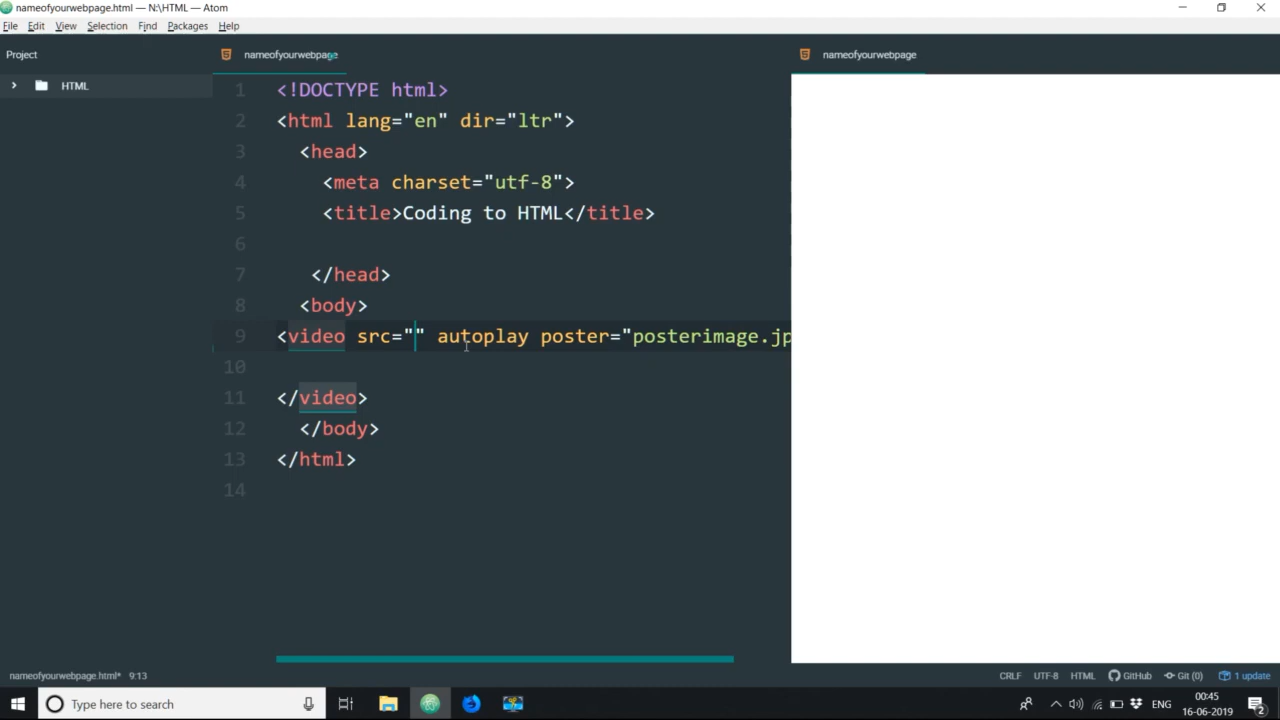 nameofyourwebpage.html — N:\HTML — Atom
File Edit View Selection Find Packages Help
Project
nameofyourwebpage
nameofyourwebpage
HTML
1 <!DOCTYPE html>
2 <html lang="en" dir="ltr">
3 <head>
4 <meta charset="utf-8">
5 <title>Coding to HTML</title>
6
7 </head>
8 <body>
9 <video src="" autoplay poster="posterimage.jp
10
11 </video>
12 </body>
13 </html>
14
nameofyourwebpage.html* 9:13
CRLF UTF-8 HTML GitHub Git (0) 1 update
Type here to search
ENG
00:45
16-06-2019
2